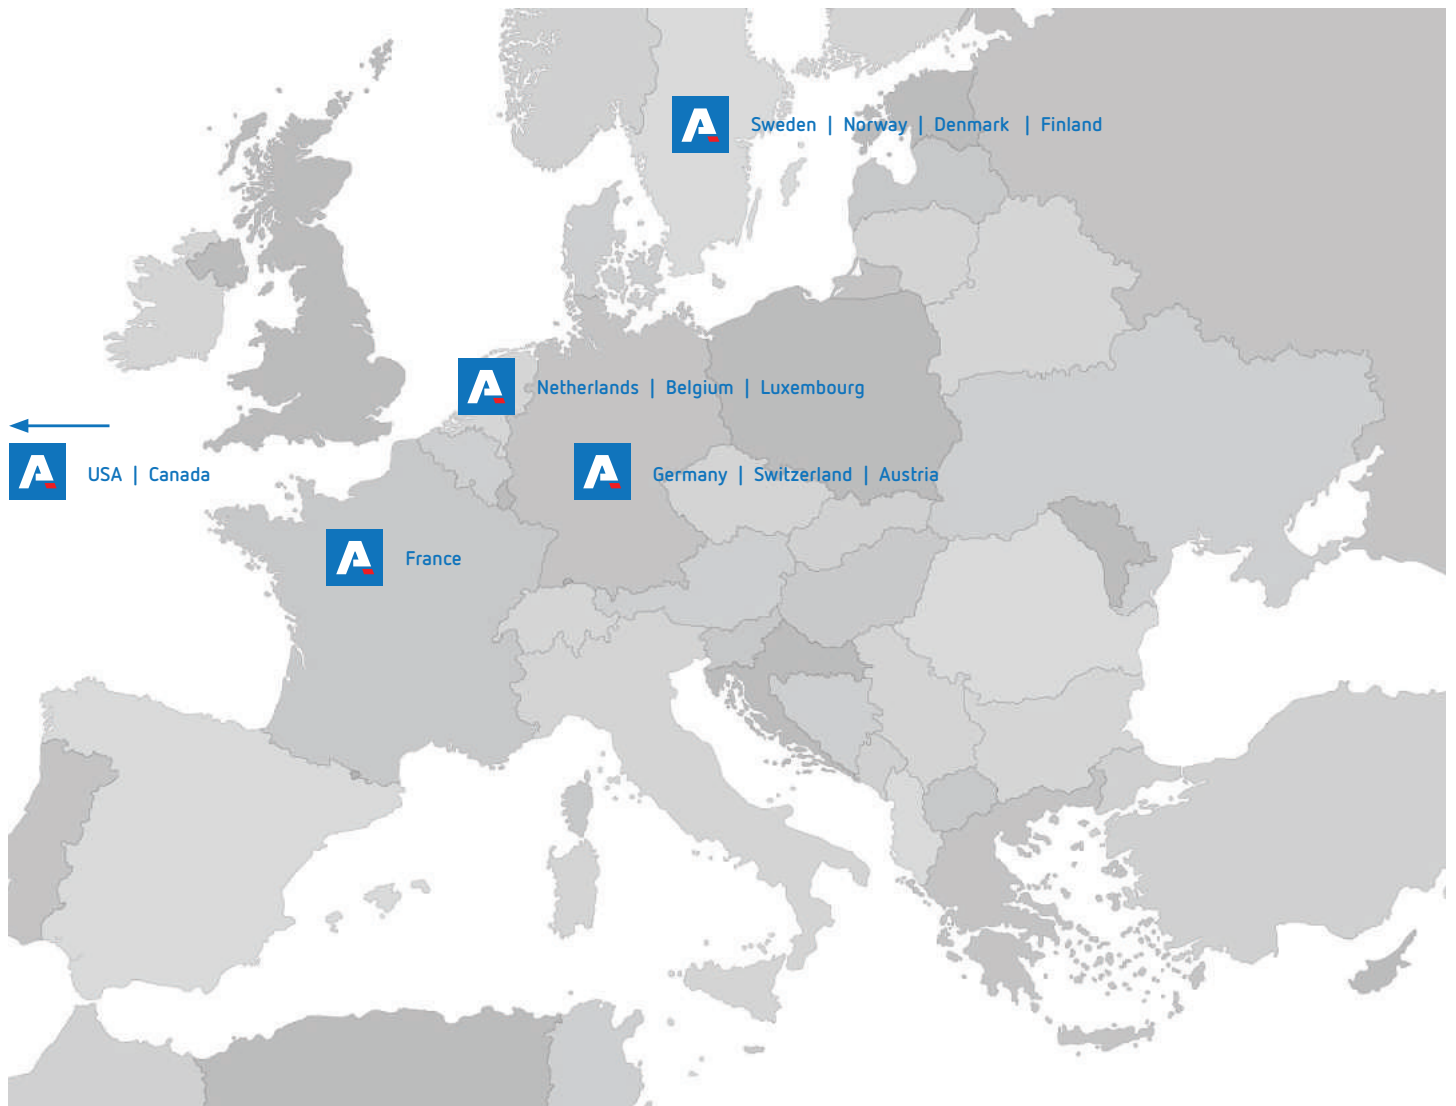 Sweden | Norway | Denmark | Finland
Netherlands | Belgium | Luxembourg
USA | Canada
Germany | Switzerland | Austria
France